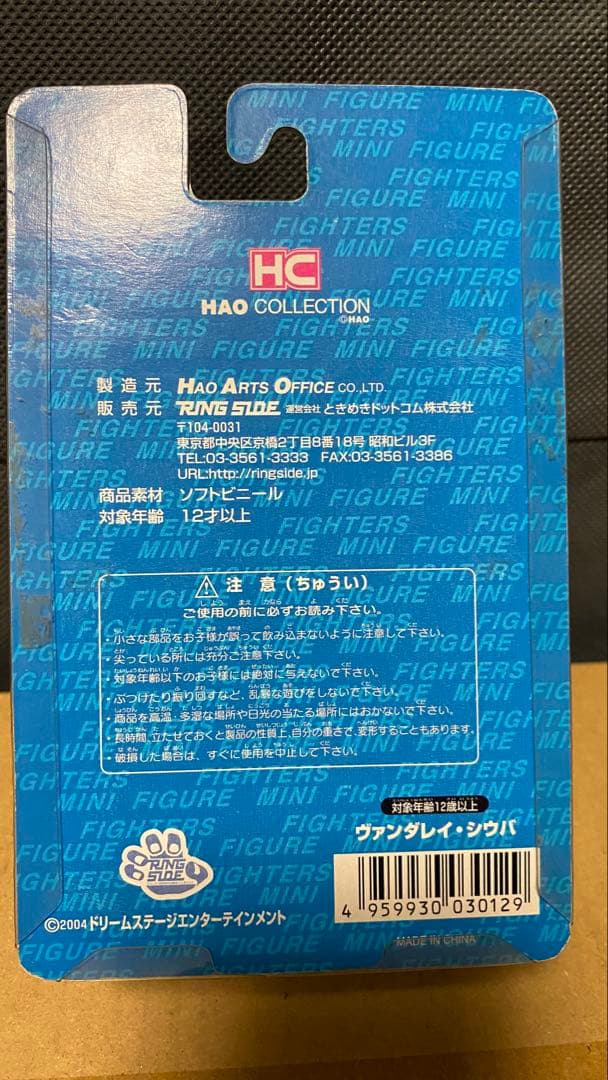 MINI FIGURE MINI FI
FIGHTERS FIGH
MINI FIGURE MINI
FIGHTERS
FIGURE MINI FIGU
FIGHTERS
HC
HAO COLLECTION
©HAO
製造元 HAO ARTS OFFICE CO.,LTD.
販売元 RING SIDE 運営会社 ときめきドットコム株式会社
〒104-0031
東京都中央区京橋2丁目8番18号 昭和ビル3F
TEL:03-3561-3333 FAX:03-3561-3386
URL:http://ringside.jp
商品素材 ソフトビニール
対象年齢 12才以上
⚠ 注意(ちゅうい)
ご使用の前に必ずお読み下さい。
・小さな部品をお子様が誤って飲み込まないように注意して下さい。
・尖っている所には充分ご注意下さい。
・対象年齢以下のお子様には絶対に与えないで下さい。
・ぶつけたり振り回すなど、乱暴な遊びをしないで下さい。
・商品を高温・多湿な場所や日光の当たる場所にはおかないで下さい。
・長時間、立たせておくと製品の性質上、自分の重さで、変形することもあります。
・破損した場合は、すぐに使用を中止して下さい。
対象年齢12歳以上
ヴァンダレイ・シウバ
RING SIDE
4 959930 030129
©2004 ドリームステージエンターテインメント
MADE IN CHINA